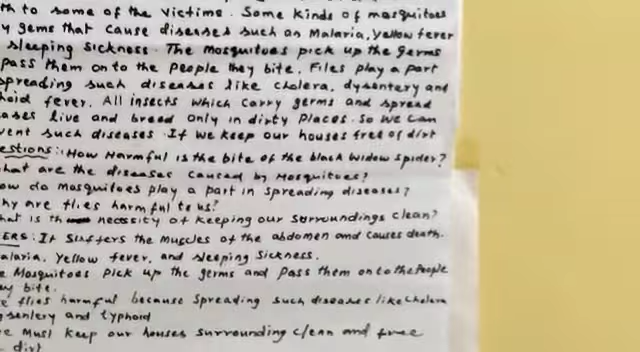 th to some of the victims. Some Kinds of mosquitoes
y gems that cause diseases such as Malaria, yellow fever
sleeping Sickness. The Mosquitoes pick up the germs
pass them on to the People they bite. Files play a part
spreading such diseases like cholera, dysentery and
hoid fever. All insects which carry germs and spread
ases live and breed only in dirty Places. So we can
vent such diseases. If we keep our houses free of dirt
estions: How Harmful is the bite of the black widow spider?
hat are the diseases caused by Mosquitoes?
ow do Mosquitoes play a part in spreading diseases?
hy are flies harmful to us?
hat is th necessity of keeping our surroundings clean?
ERS: It Stiffers the Muscles of the abdomen and causes death.
alaria, Yellow fever, and sleeping Sickness.
e Mosquitoes pick up the germs and pass them on to the People
ey bite.
e flies harmful because spreading such diseases like Cholera
sentery and typhoid
e Must keep our houses surrounding clean and free
dirt